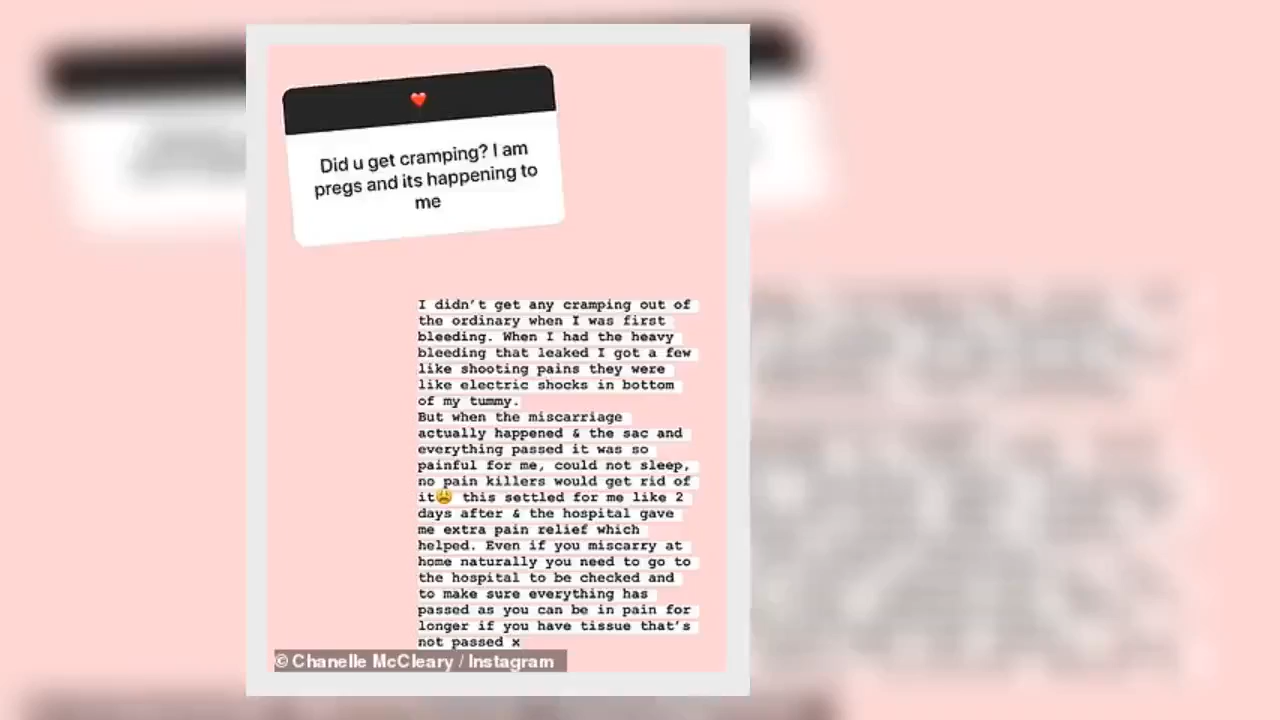 ❤️
Did u get cramping? I am
pregs and its happening to
me
I didn't get any cramping out of
the ordinary when I was first
bleeding. When I had the heavy
bleeding that leaked I got a few
like shooting pains they were
like electric shocks in bottom
of my tummy.
But when the miscarriage
actually happened & the sac and
everything passed it was so
painful for me, could not sleep,
no pain killers would get rid of
it😩 this settled for me like 2
days after & the hospital gave
me extra pain relief which
helped. Even if you miscarry at
home naturally you need to go to
the hospital to be checked and
to make sure everything has
passed as you can be in pain for
longer if you have tissue that's
not passed x
© Chanelle McCleary / Instagram